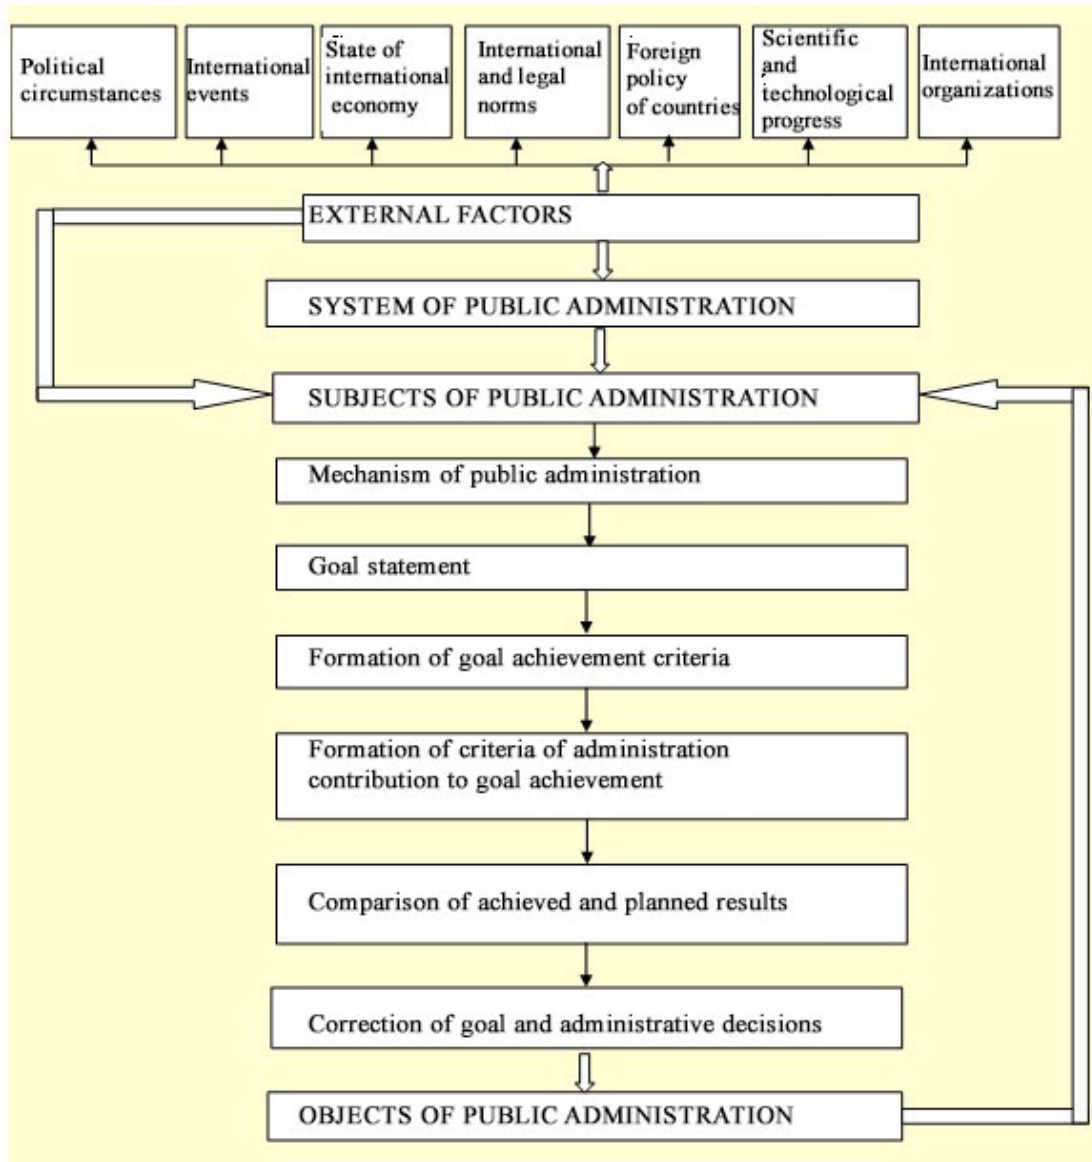 Political
circumstances
International
events
State of
international
economy
International
and legal
norms
Foreign
policy
of countries
Scientific
and
technological
progress
International
organizations
EXTERNAL FACTORS
SYSTEM OF PUBLIC ADMINISTRATION
SUBJECTS OF PUBLIC ADMINISTRATION
Mechanism of public administration
Goal statement
Formation of goal achievement criteria
Formation of criteria of administration
contribution to goal achievement
Comparison of achieved and planned results
Correction of goal and administrative decisions
OBJECTS OF PUBLIC ADMINISTRATION